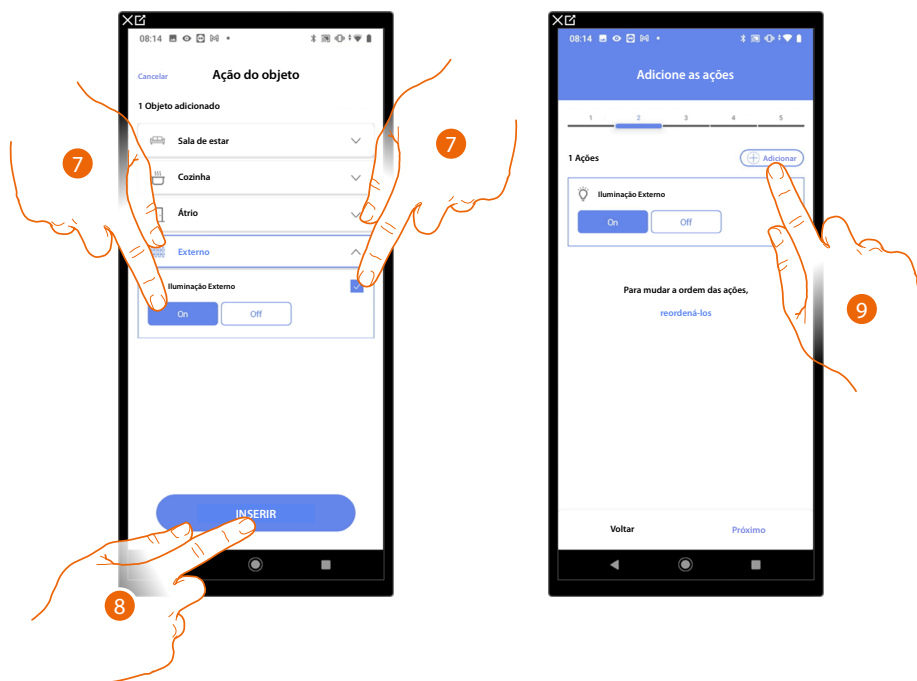 08:14
Cancelar
Ação do objeto
1 Objeto adicionado
Sala de estar
Cozinha
Átrio
Externo
Iluminação Externo
On
Off
INSERIR
7
7
8
08:14
Adicione as ações
1 2 3 4 5
1 Ações
Adicionar
Iluminação Externo
On
Off
Para mudar a ordem das ações,
reordená-los
Voltar
Próximo
9